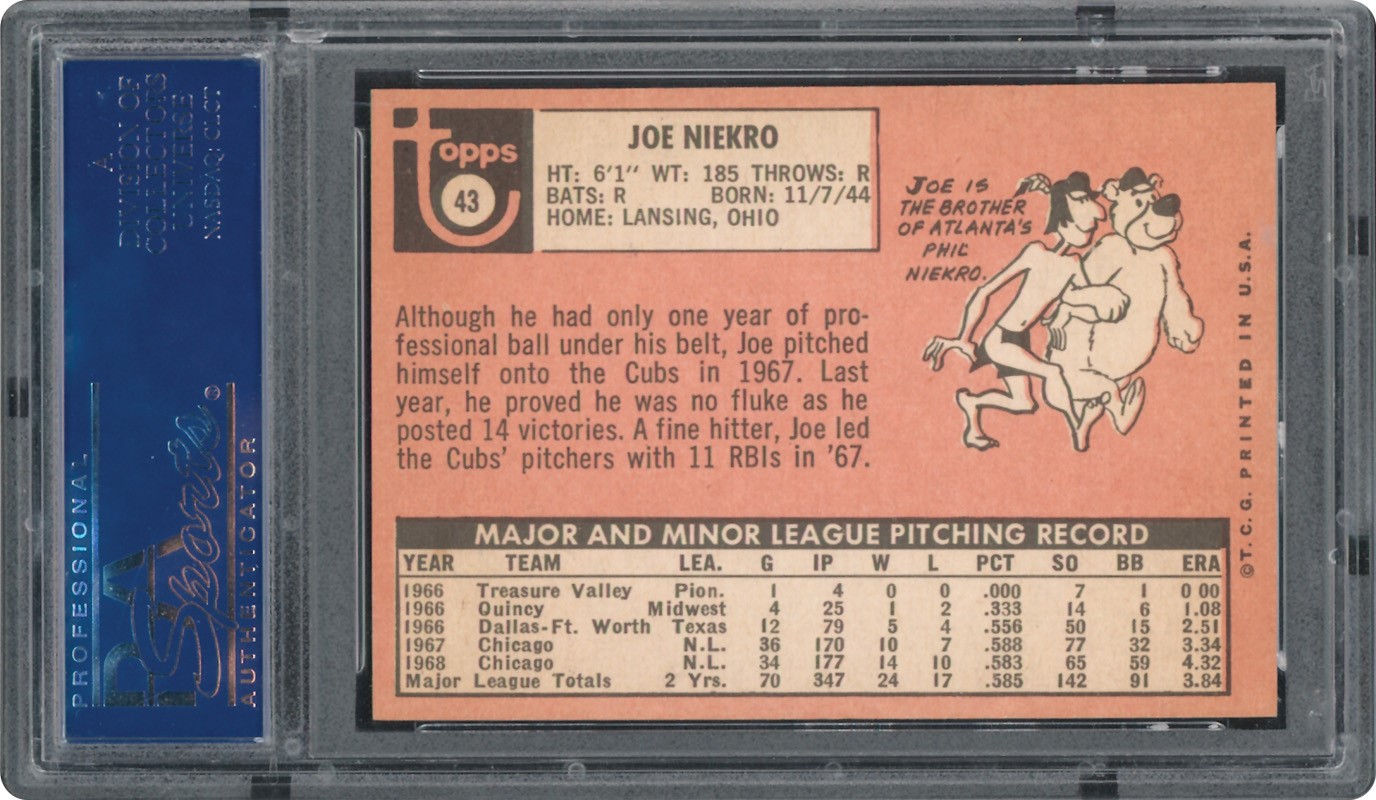 A
DIVISION OF
COLLECTORS
UNIVERSE
NASDAQ: CLCT
PROFESSIONAL
PSA
Sports®
AUTHENTICATOR
topps
43
JOE NIEKRO
HT: 6'1" WT: 185 THROWS: R
BATS: R BORN: 11/7/44
HOME: LANSING, OHIO
JOE IS
THE BROTHER
OF ATLANTA'S
PHIL
NIEKRO.
Although he had only one year of pro-
fessional ball under his belt, Joe pitched
himself onto the Cubs in 1967. Last
year, he proved he was no fluke as he
posted 14 victories. A fine hitter, Joe led
the Cubs' pitchers with 11 RBIs in '67.
MAJOR AND MINOR LEAGUE PITCHING RECORD
YEAR TEAM LEA. G IP W L PCT SO BB ERA
1966 Treasure Valley Pion. 1 4 0 0 .000 7 1 0 00
1966 Quincy Midwest 4 25 1 2 .333 14 6 1.08
1966 Dallas-Ft. Worth Texas 12 79 5 4 .556 50 15 2.51
1967 Chicago N.L. 36 170 10 7 .588 77 32 3.34
1968 Chicago N.L. 34 177 14 10 .583 65 59 4.32
Major League Totals 2 Yrs. 70 347 24 17 .585 142 91 3.84
©T.C.G. PRINTED IN U.S.A.